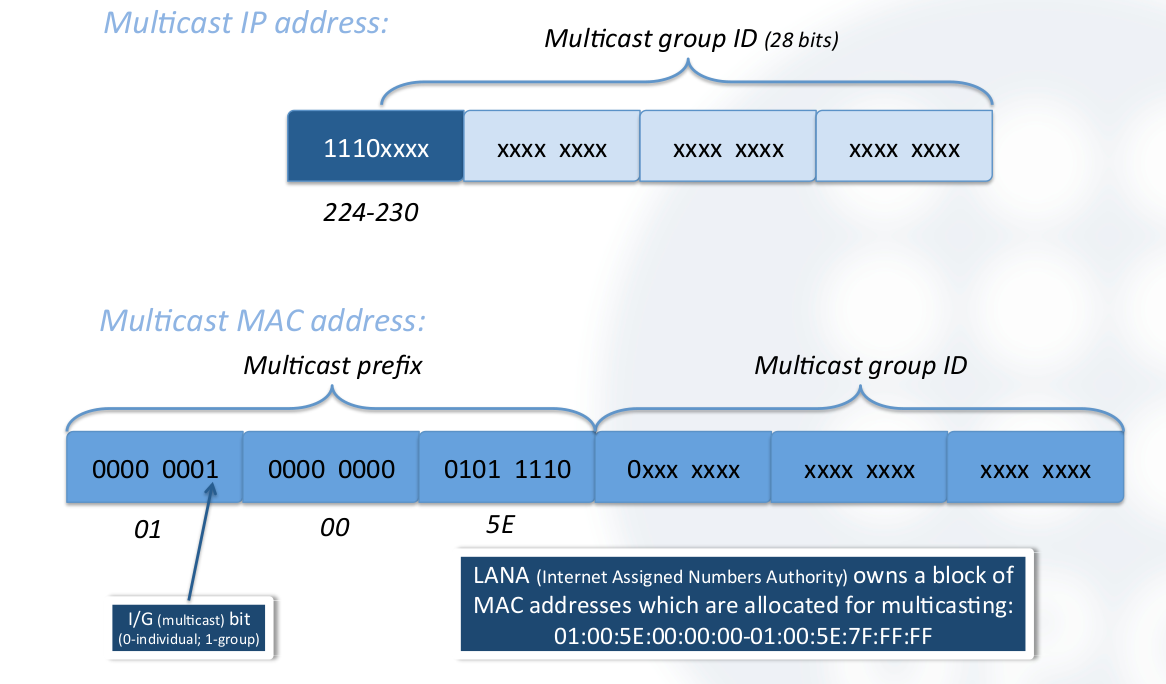 Multicast IP address:
Multicast group ID (28 bits)
1110xxxx xxxx xxxx xxxx xxxx xxxx xxxx
224-230
Multicast MAC address:
Multicast prefix Multicast group ID
0000 0001 0000 0000 0101 1110 0xxx xxxx xxxx xxxx xxxx xxxx
01 00 5E
I/G (multicast) bit
(0-individual; 1-group)
LANA (Internet Assigned Numbers Authority) owns a block of
MAC addresses which are allocated for multicasting:
01:00:5E:00:00:00-01:00:5E:7F:FF:FF